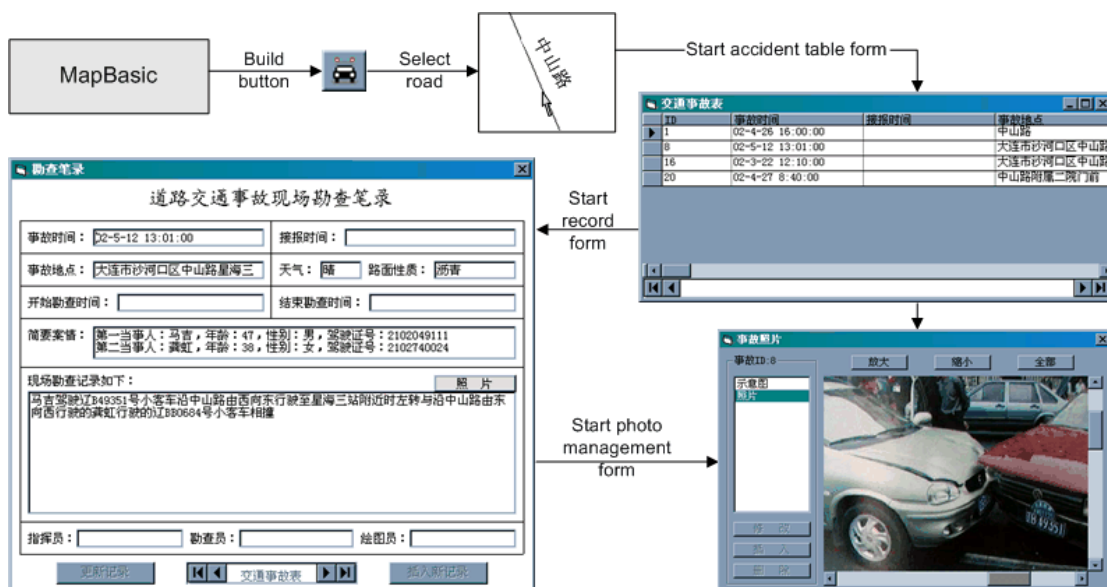 MapBasic
Build
button
Select
road
中山路
Start accident table form
交通事故表
ID 事故时间 接报时间 事故地点
1 02-4-26 16:00:00 中山路
8 02-5-12 13:01:00 大连市沙河口区中山路
16 02-3-22 12:10:00 大连市沙河口区中山路
20 02-4-27 8:40:00 中山路附属二院门前
Start
record
form
勘查笔录
道路交通事故现场勘查笔录
事故时间： 02-5-12 13:01:00 接报时间：
事故地点： 大连市沙河口区中山路星海三 天气： 晴 路面性质： 沥青
开始勘查时间： 结束勘查时间：
简要案情： 第一当事人：马吉，年龄：47，性别：男，驾驶证号：2102049111
第二当事人：龚虹，年龄：38，性别：女，驾驶证号：2102740024
现场勘查记录如下： 照 片
马吉驾驶辽B49351号小客车沿中山路由西向东行驶至星海三站附近时左转与沿中山路由东
向西行驶的龚虹行驶的辽BB0684号小客车相撞
指挥员： 勘查员： 绘图员：
更新记录 交通事故表 插入新记录
Start photo
management
form
事故照片
事故ID:8 放大 缩小 全部
示意图
照片
修 改
插 入
删 除
B49351